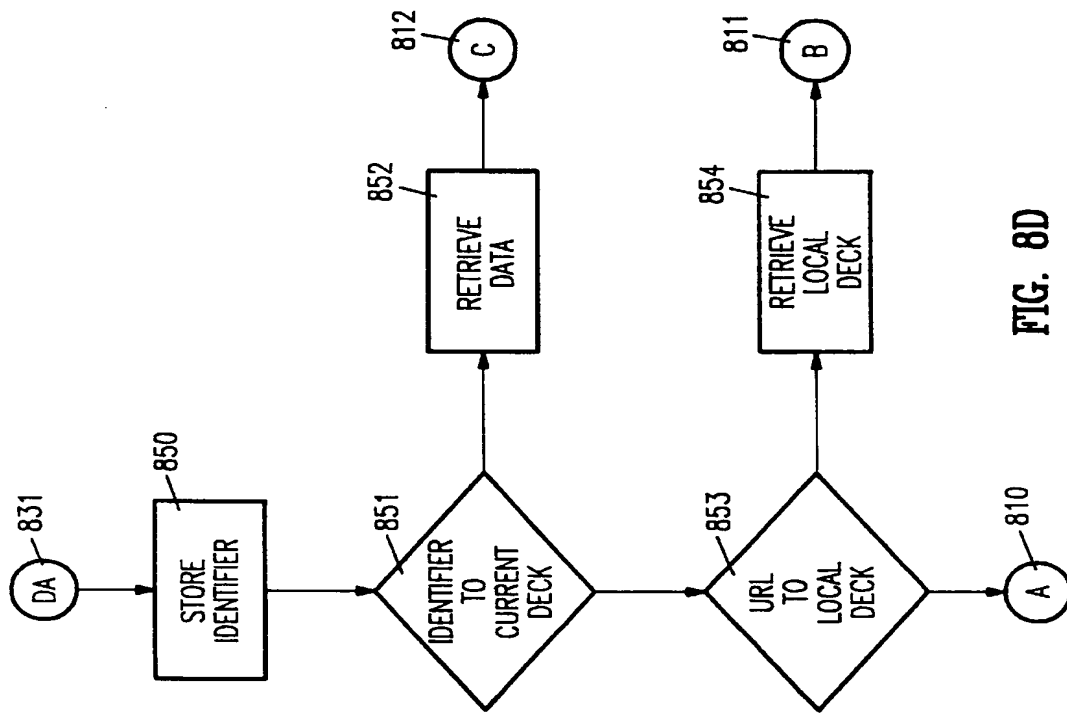 DA
831
850
STORE
IDENTIFIER
851
IDENTIFIER
TO
CURRENT
DECK
852
RETRIEVE
DATA
812
C
853
URL
TO
LOCAL
DECK
854
RETRIEVE
LOCAL
DECK
811
B
810
A
FIG. 8D